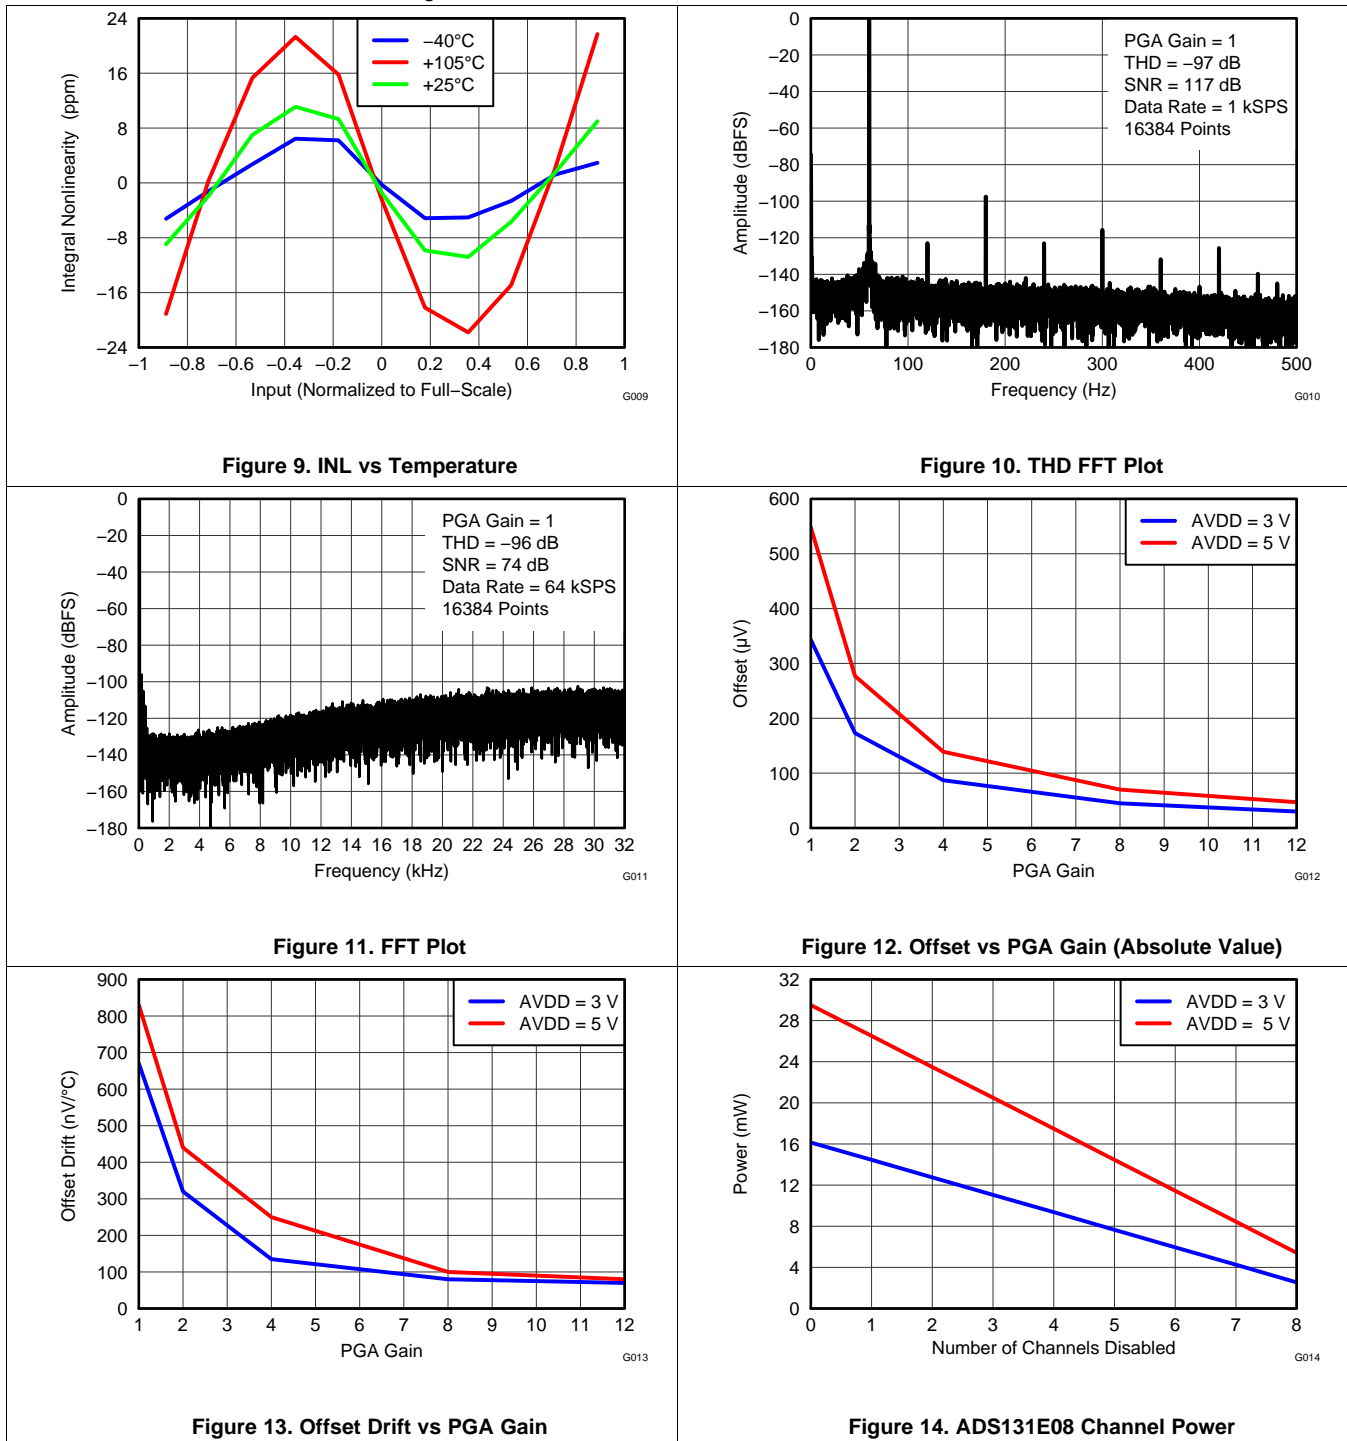 24
16
8
0
−8
−16
−24
Integral Nonlinearity (ppm)
−40°C
+105°C
+25°C
−1 −0.8 −0.6 −0.4 −0.2 0 0.2 0.4 0.6 0.8 1
Input (Normalized to Full−Scale)
G009
Figure 9. INL vs Temperature
0
−20
−40
−60
−80
−100
−120
−140
−160
−180
Amplitude (dBFS)
PGA Gain = 1
THD = −97 dB
SNR = 117 dB
Data Rate = 1 kSPS
16384 Points
0 100 200 300 400 500
Frequency (Hz)
G010
Figure 10. THD FFT Plot
0
−20
−40
−60
−80
−100
−120
−140
−160
−180
Amplitude (dBFS)
PGA Gain = 1
THD = −96 dB
SNR = 74 dB
Data Rate = 64 kSPS
16384 Points
0 2 4 6 8 10 12 14 16 18 20 22 24 26 28 30 32
Frequency (kHz)
G011
Figure 11. FFT Plot
600
500
400
300
200
100
0
Offset (µV)
AVDD = 3 V
AVDD = 5 V
1 2 3 4 5 6 7 8 9 10 11 12
PGA Gain
G012
Figure 12. Offset vs PGA Gain (Absolute Value)
900
800
700
600
500
400
300
200
100
0
Offset Drift (nV/°C)
AVDD = 3 V
AVDD = 5 V
1 2 3 4 5 6 7 8 9 10 11 12
PGA Gain
G013
Figure 13. Offset Drift vs PGA Gain
32
28
24
20
16
12
8
4
0
Power (mW)
AVDD = 3 V
AVDD = 5 V
0 1 2 3 4 5 6 7 8
Number of Channels Disabled
G014
Figure 14. ADS131E08 Channel Power